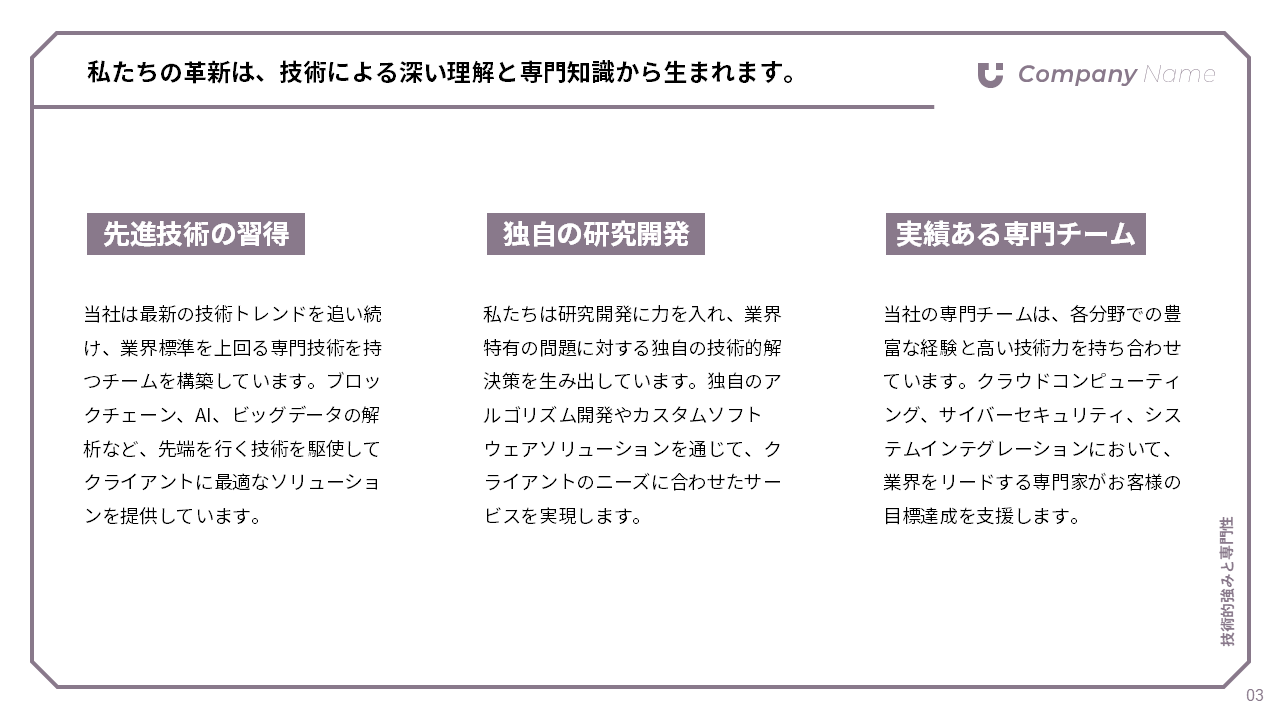 私たちの革新は、技術による深い理解と専門知識から生まれます。
Company Name
先進技術の習得
当社は最新の技術トレンドを追い続
け、業界標準を上回る専門技術を持
つチームを構築しています。ブロッ
クチェーン、AI、ビッグデータの解
析など、先端を行く技術を駆使して
クライアントに最適なソリューショ
ンを提供しています。
独自の研究開発
私たちは研究開発に力を入れ、業界
特有の問題に対する独自の技術的解
決策を生み出しています。独自のア
ルゴリズム開発やカスタムソフト
ウェアソリューションを通じて、ク
ライアントのニーズに合わせたサー
ビスを実現します。
実績ある専門チーム
当社の専門チームは、各分野での豊
富な経験と高い技術力を持ち合わせ
ています。クラウドコンピューティ
ング、サイバーセキュリティ、シス
テムインテグレーションにおいて、
業界をリードする専門家がお客様の
目標達成を支援します。
技術的強みと専門性
03